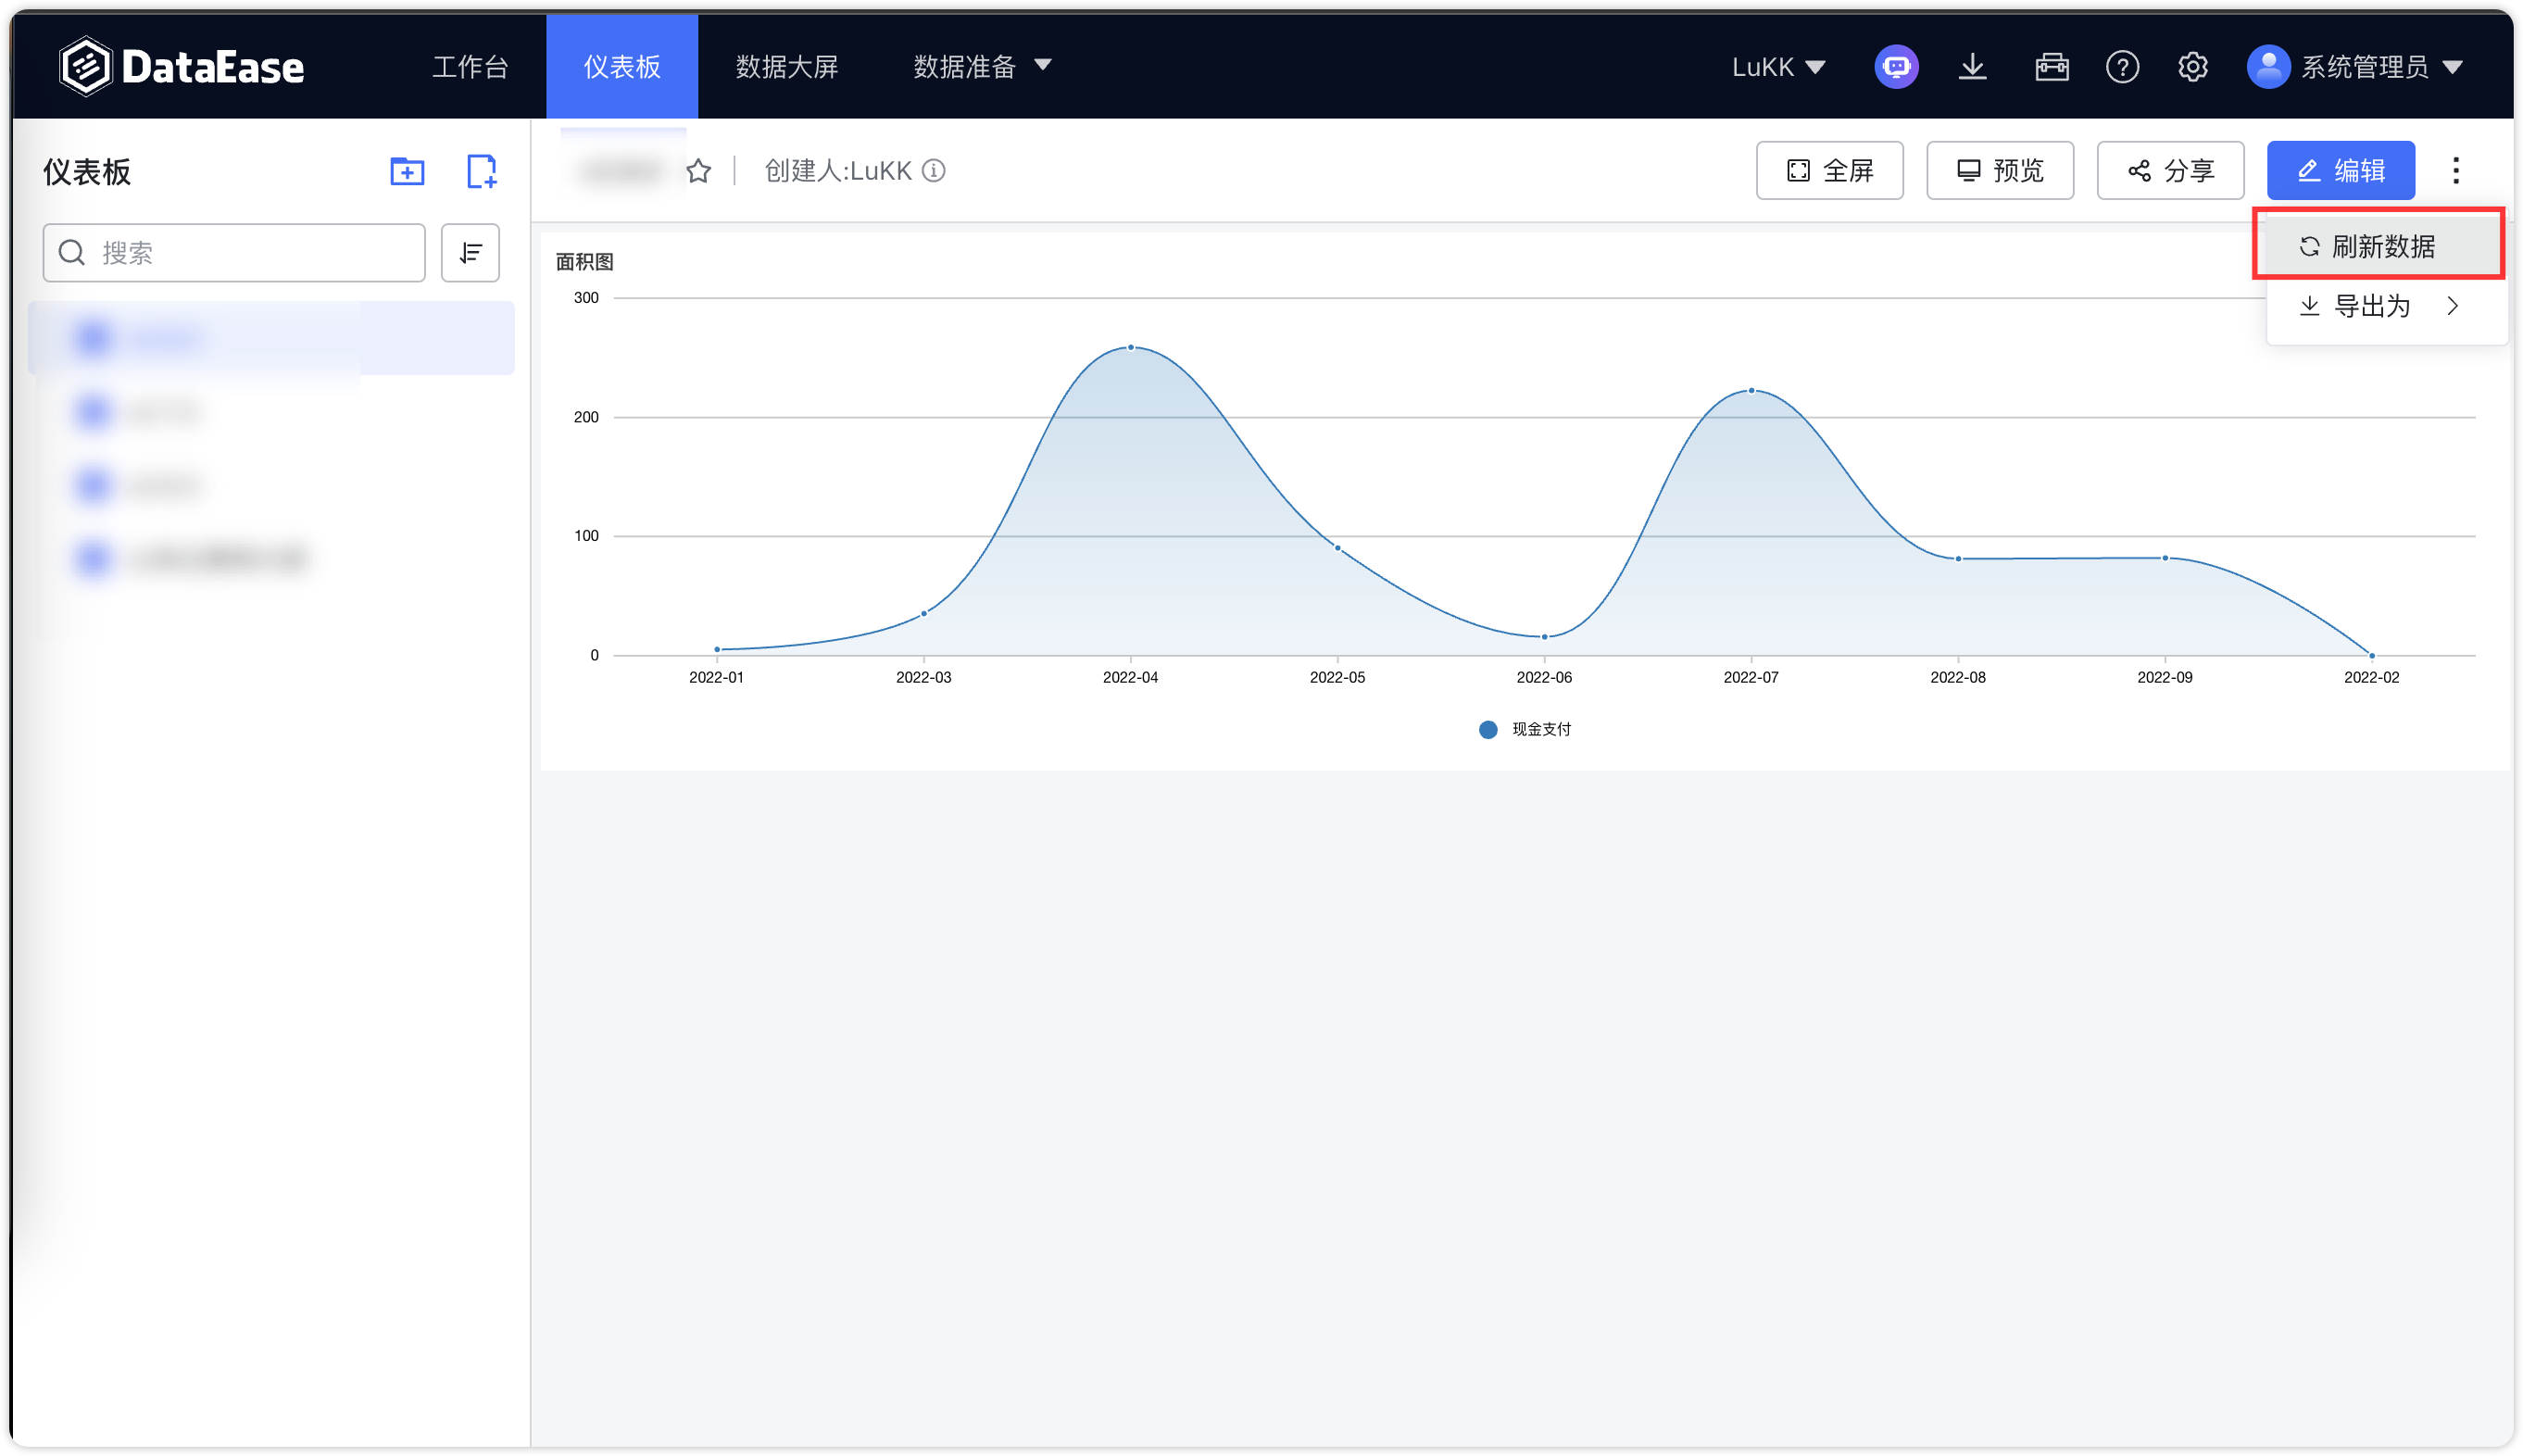 DataEase 工作台 仪表板 数据大屏 数据准备 LuKK 系统管理员
仪表板
搜索
创建人:LuKK
全屏 预览 分享 编辑
刷新数据
导出为
面积图
300
200
100
0
2022-01 2022-03 2022-04 2022-05 2022-06 2022-07 2022-08 2022-09 2022-02
现金支付